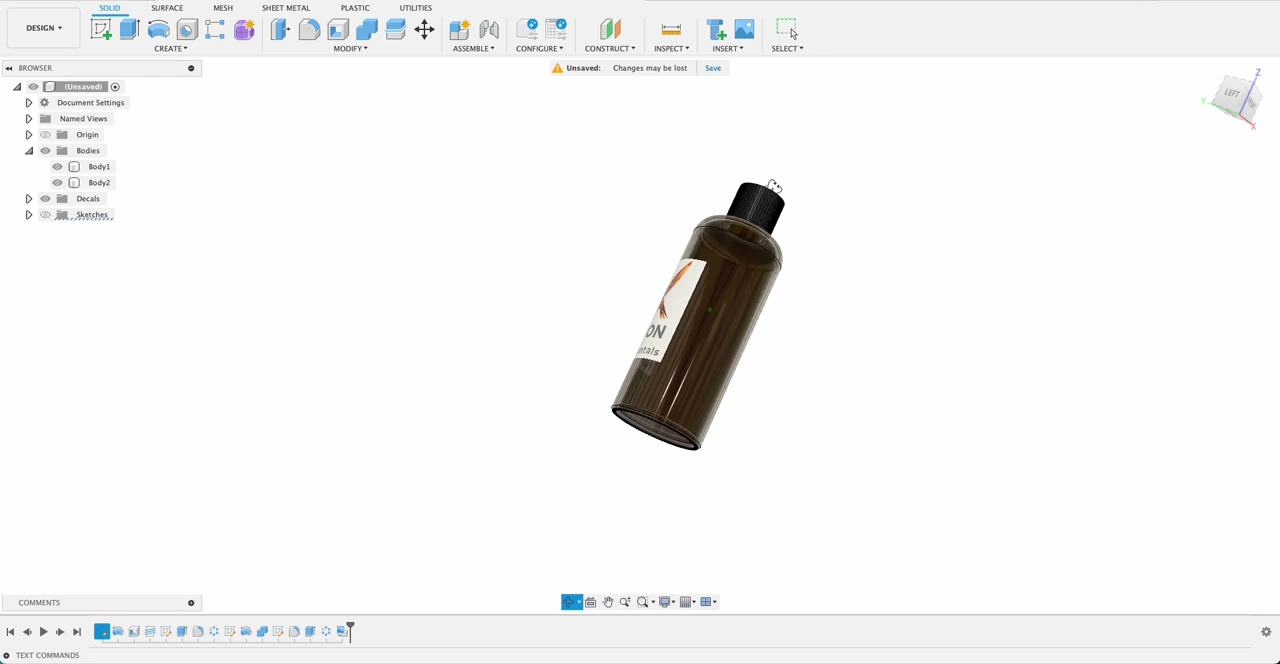 SOLID SURFACE MESH SHEET METAL PLASTIC UTILITIES
DESIGN
CREATE MODIFY ASSEMBLE CONFIGURE CONSTRUCT INSPECT INSERT SELECT
BROWSER
Unsaved: Changes may be lost Save
(Unsaved)
Document Settings
Named Views
Origin
Bodies
Body1
Body2
Decals
Sketches
Z
LEFT
Y
X
ON
ntals
COMMENTS
TEXT COMMANDS